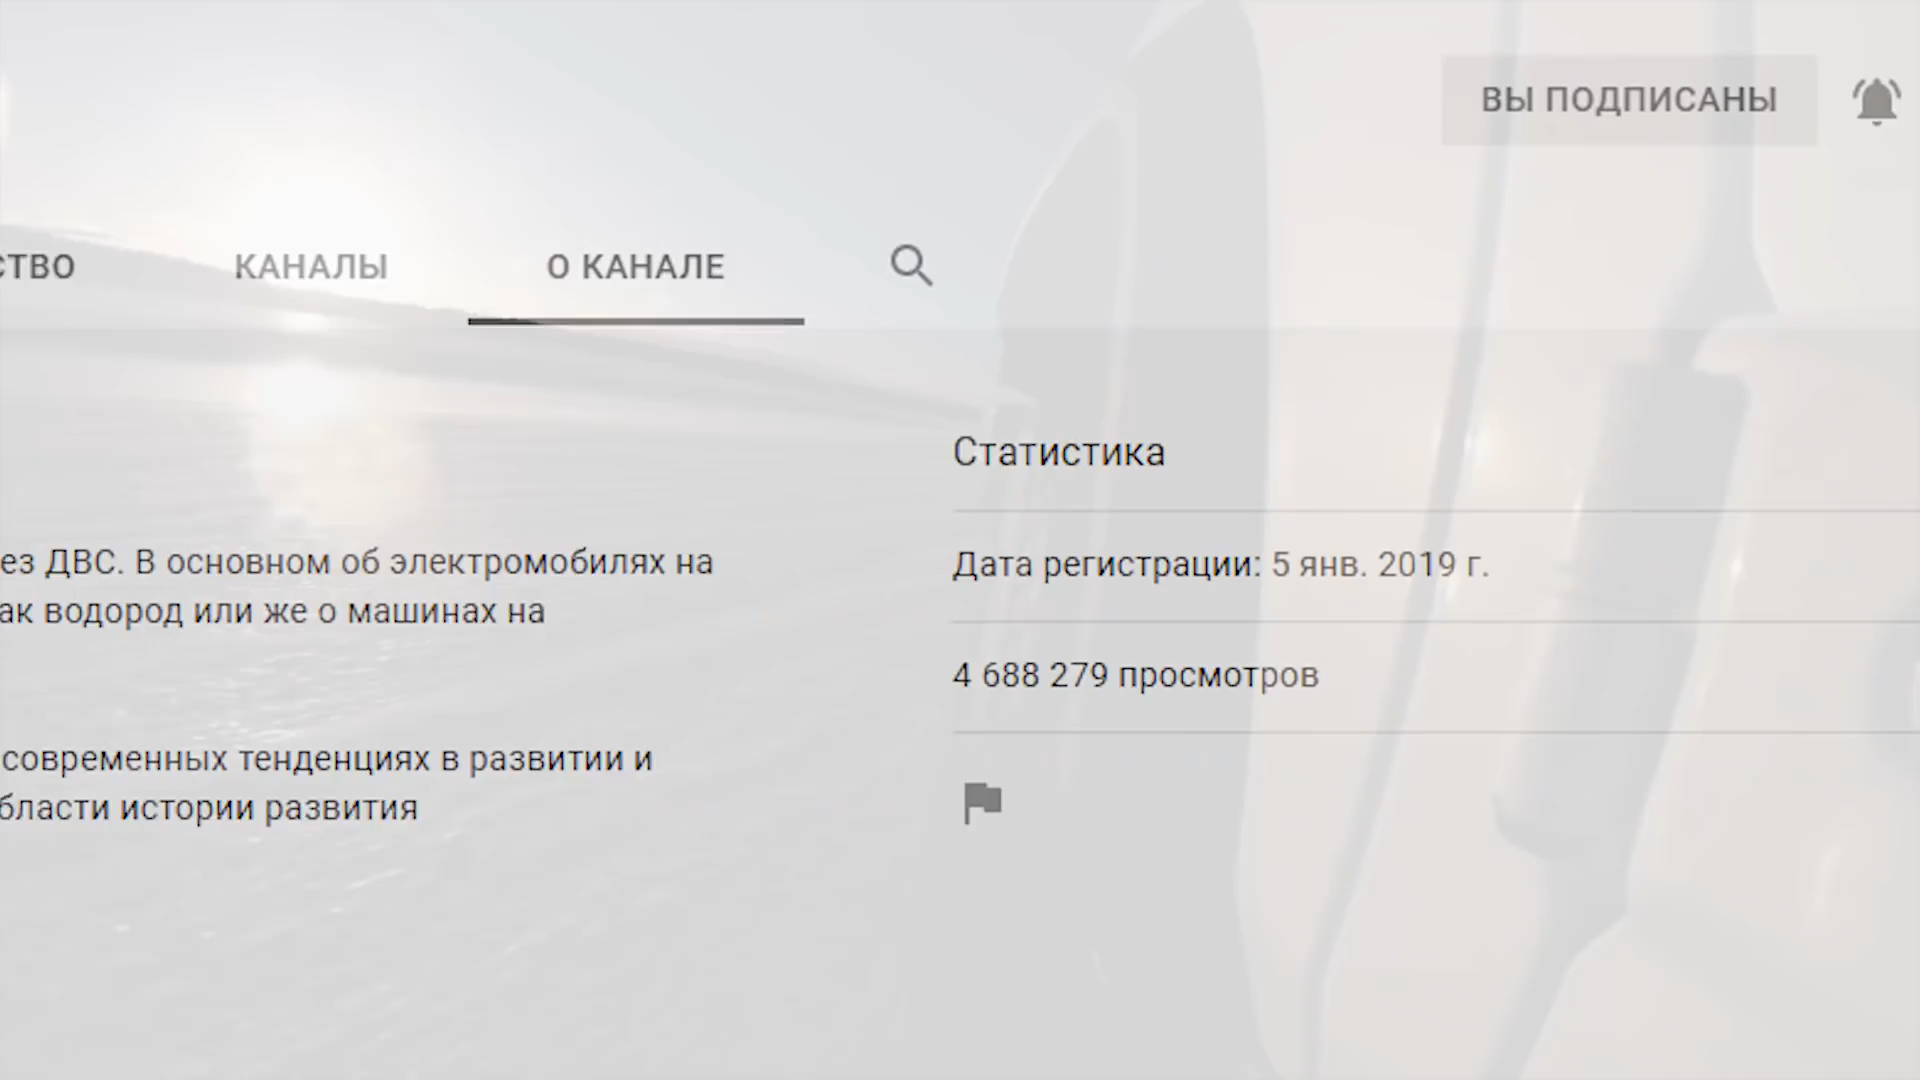 ВЫ ПОДПИСАНЫ
СТВО КАНАЛЫ О КАНАЛЕ
Статистика
ез ДВС. В основном об электромобилях на
Дата регистрации: 5 янв. 2019 г.
ак водород или же о машинах на
4 688 279 просмотров
современных тенденциях в развитии и
бласти истории развития